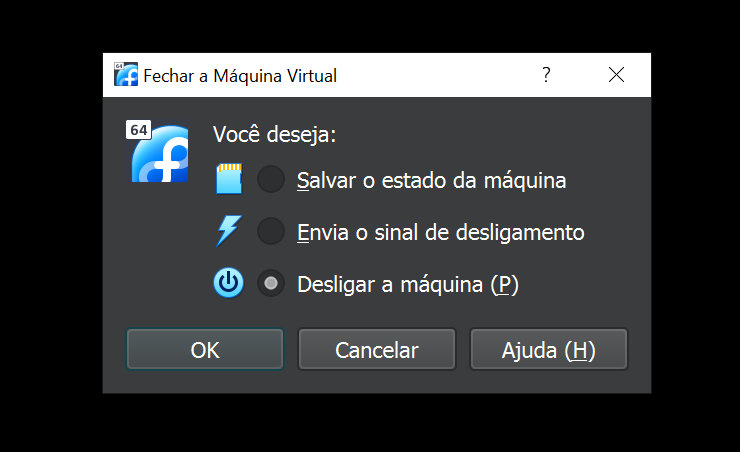 64 Fechar a Máquina Virtual ?
64
Você deseja:
Salvar o estado da máquina
Envia o sinal de desligamento
Desligar a máquina (P)
OK Cancelar Ajuda (H)